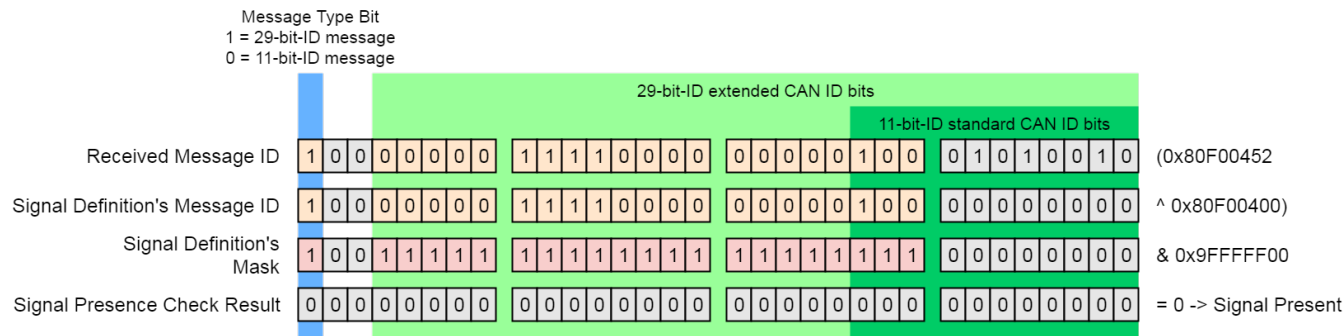 Message Type Bit
1 = 29-bit-ID message
0 = 11-bit-ID message
29-bit-ID extended CAN ID bits
11-bit-ID standard CAN ID bits
Received Message ID 1 0 0 0 0 0 0 0 1 1 1 1 0 0 0 0 0 0 0 0 0 1 0 0 0 1 0 1 0 0 1 0 (0x80F00452
Signal Definition's Message ID 1 0 0 0 0 0 0 0 1 1 1 1 0 0 0 0 0 0 0 0 0 1 0 0 0 0 0 0 0 0 0 0 ^ 0x80F00400)
Signal Definition's
Mask 1 0 0 1 1 1 1 1 1 1 1 1 1 1 1 1 1 1 1 1 1 1 1 1 0 0 0 0 0 0 0 0 & 0x9FFFFF00
Signal Presence Check Result 0 0 0 0 0 0 0 0 0 0 0 0 0 0 0 0 0 0 0 0 0 0 0 0 0 0 0 0 0 0 0 0 = 0 -> Signal Present